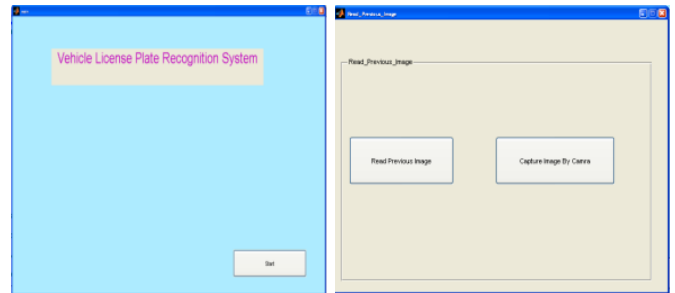 Read_Previous_Image
Vehicle License Plate Recognition System
Read_Previous_Image
Read Previous Image
Capture Image By Camra
Start